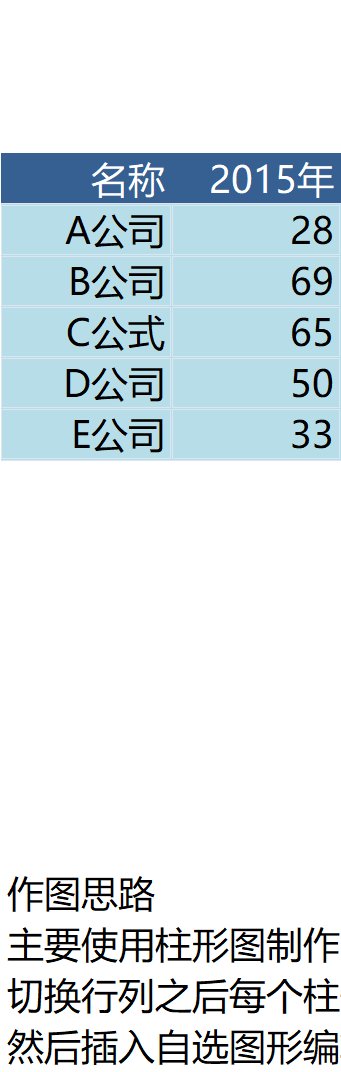 名称 2015年
A公司 28
B公司 69
C公式 65
D公司 50
E公司 33
作图思路
主要使用柱形图制作
切换行列之后每个柱
然后插入自选图形编